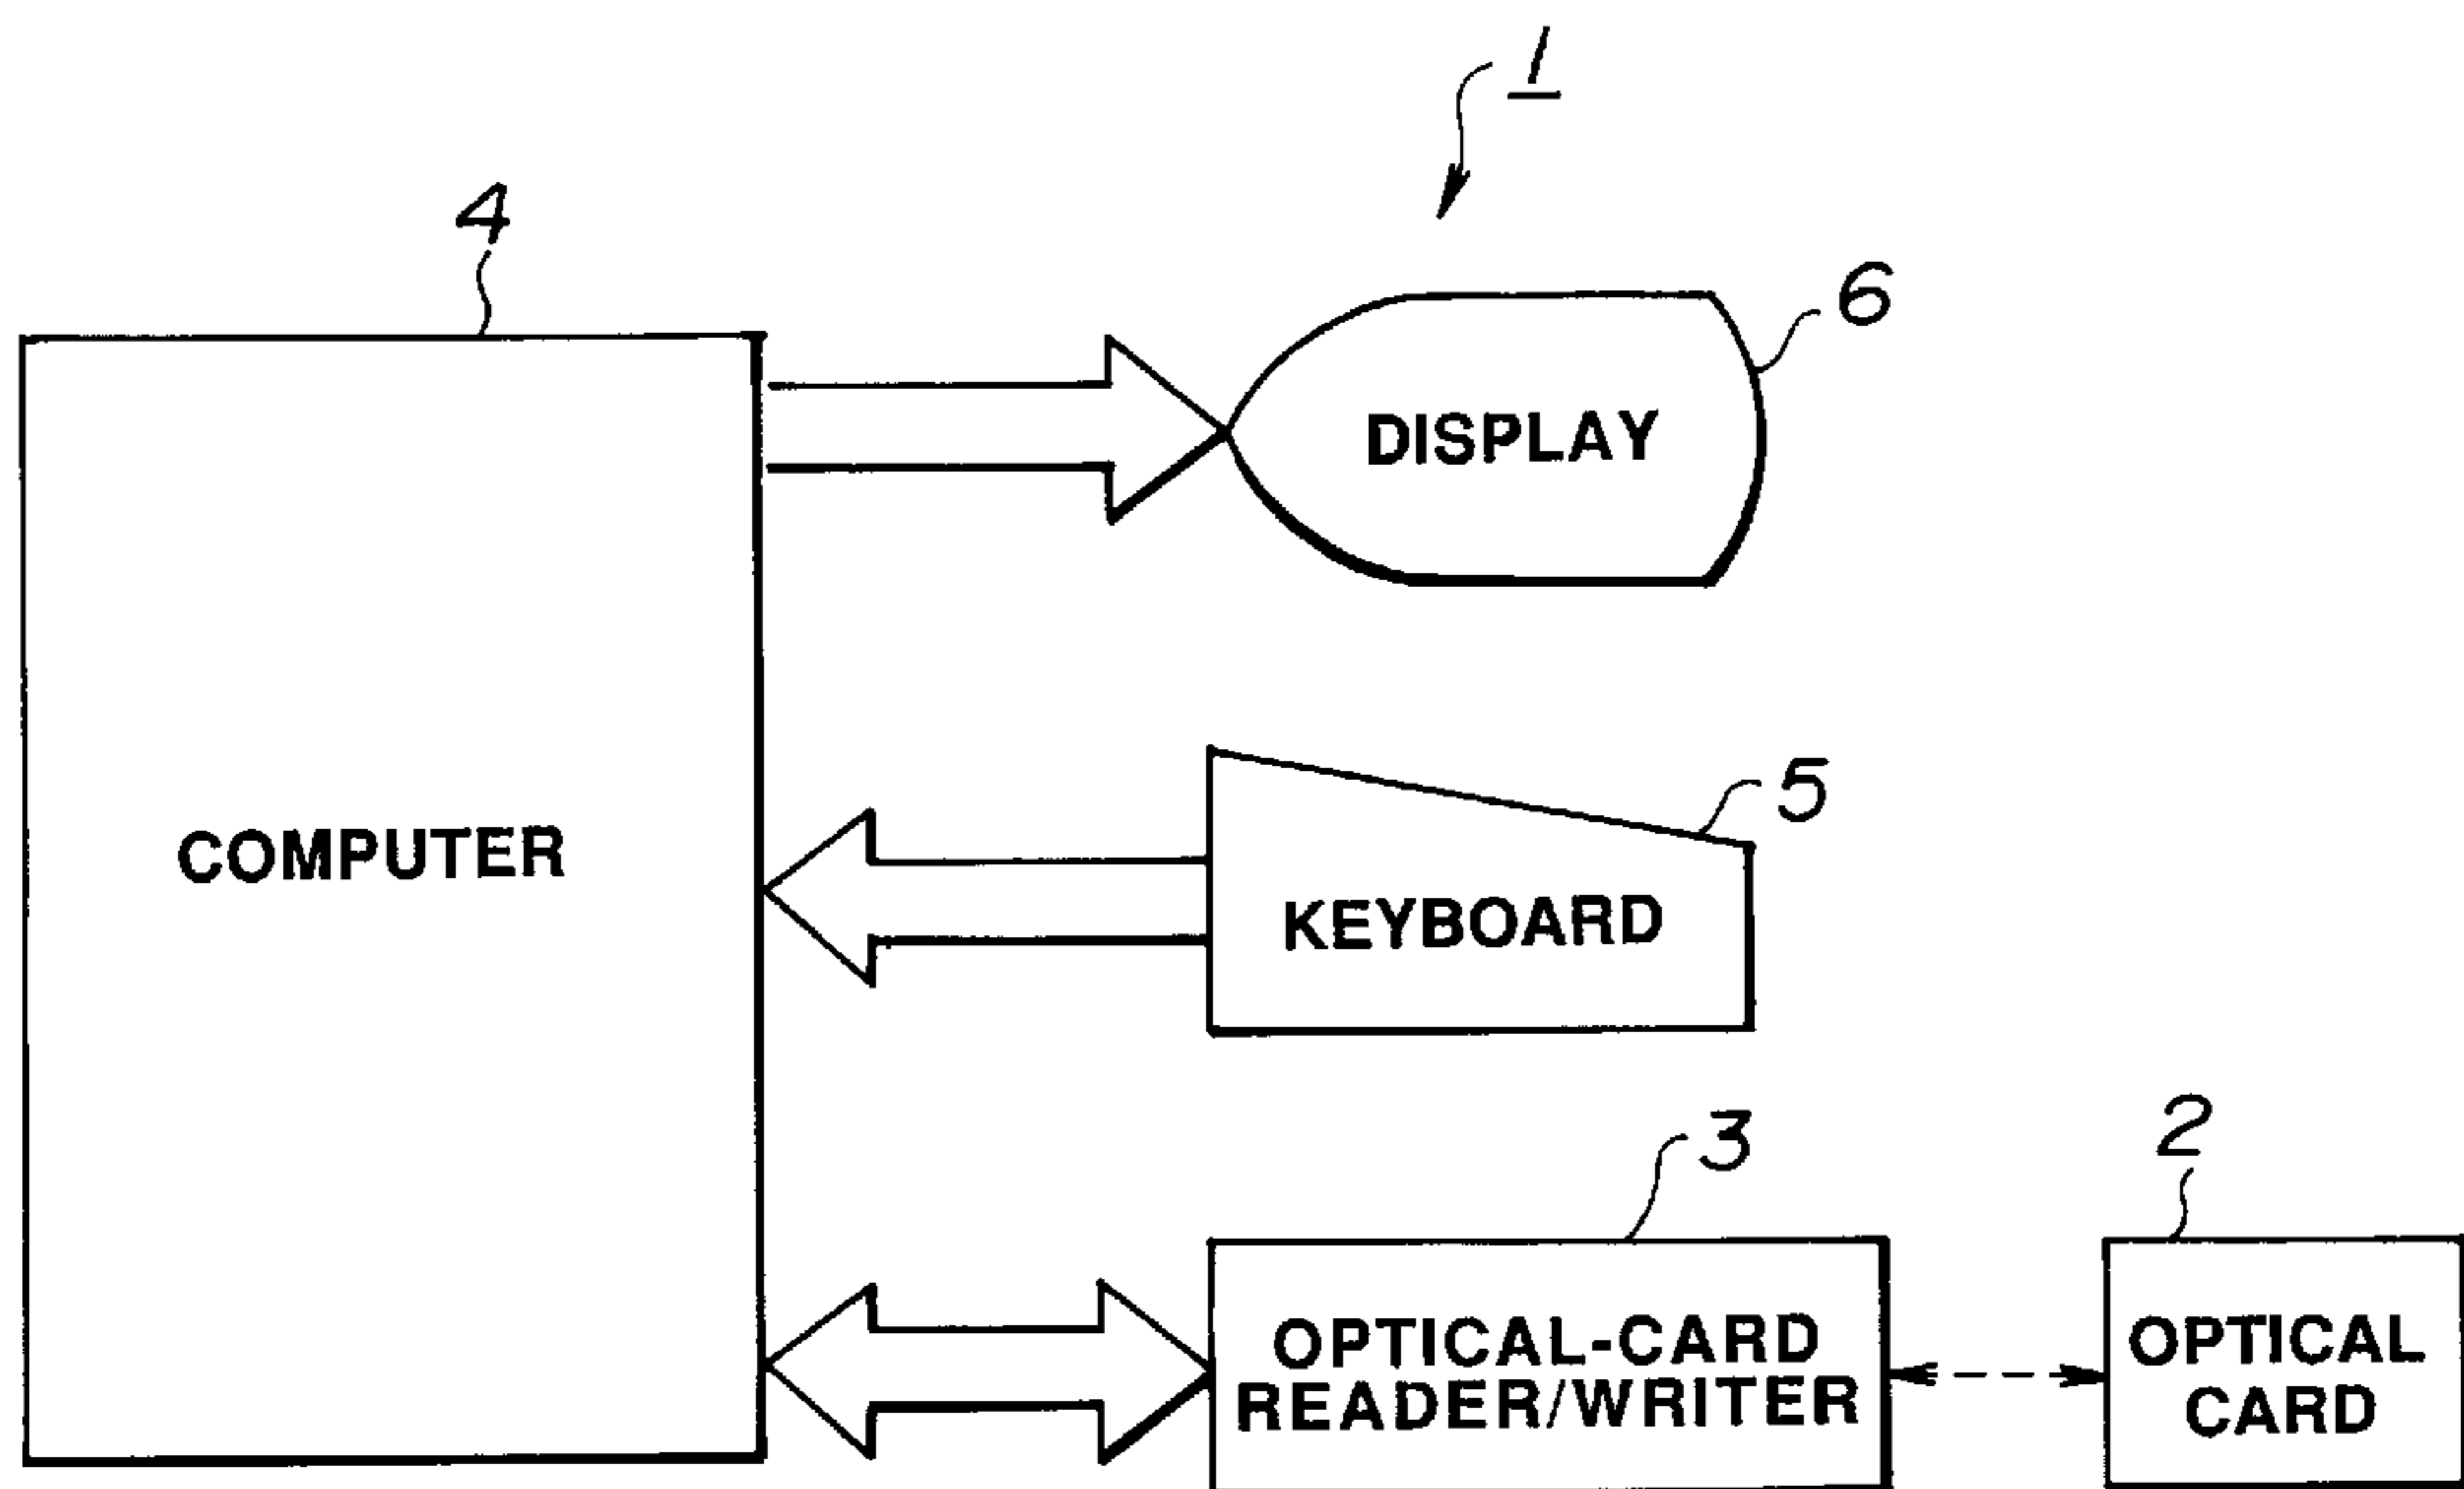 1
4
6
DISPLAY
5
COMPUTER
KEYBOARD
3
2
OPTICAL-CARD
READER/WRITER
OPTICAL
CARD